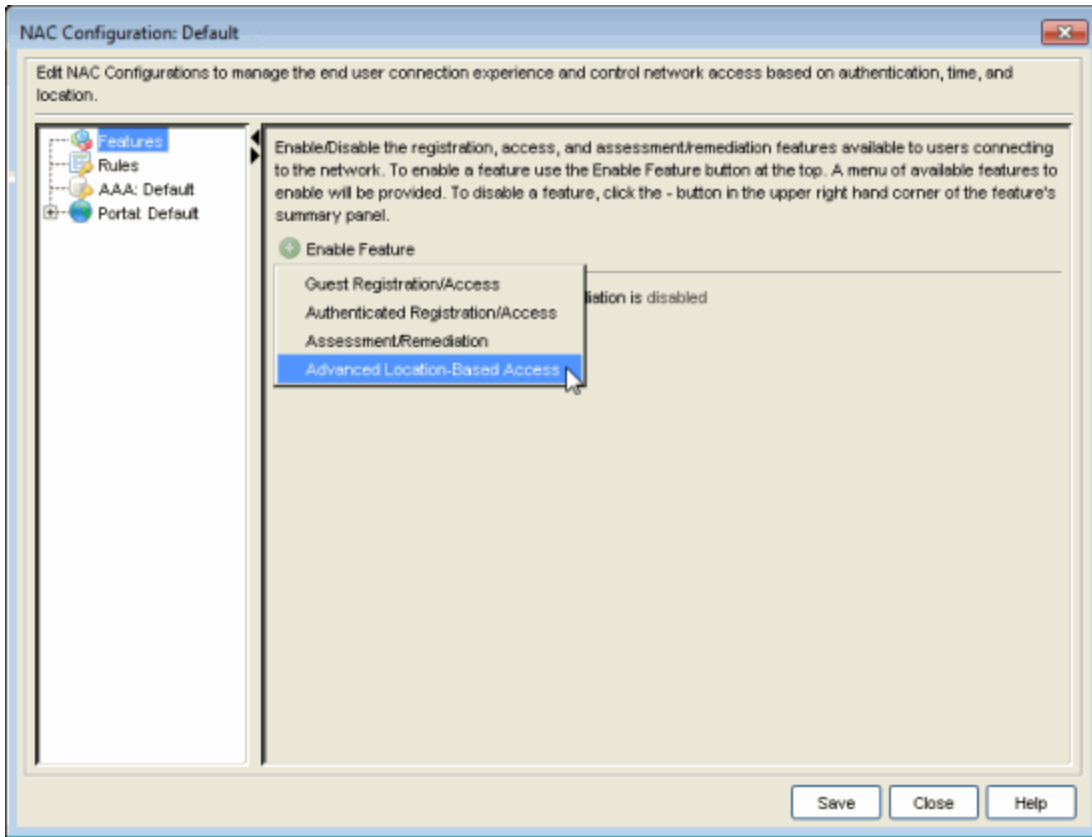 NAC Configuration: Default
Edit NAC Configurations to manage the end user connection experience and control network access based on authentication, time, and
location.
Features
Rules
AAA: Default
Portal: Default
Enable/Disable the registration, access, and assessment/remediation features available to users connecting
to the network. To enable a feature use the Enable Feature button at the top. A menu of available features to
enable will be provided. To disable a feature, click the - button in the upper right hand corner of the feature's
summary panel.
Enable Feature
Guest Registration/Access
Authenticated Registration/Access
Assessment/Remediation
Advanced Location-Based Access
is disabled
Save
Close
Help